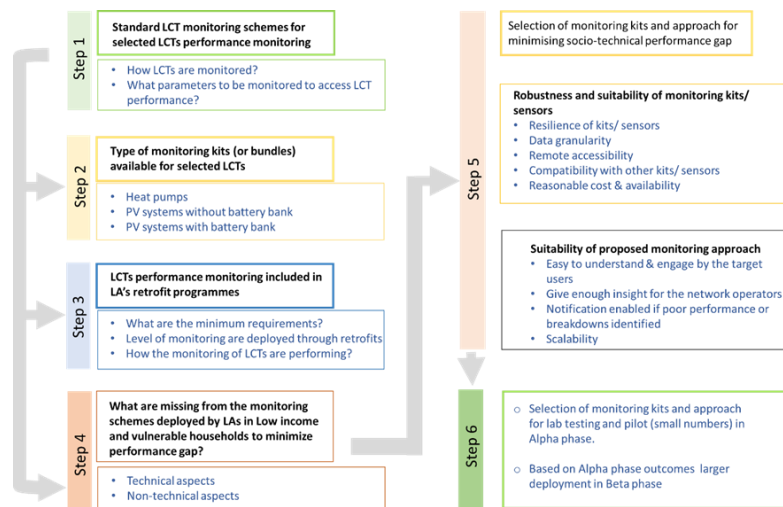 Step 1
Standard LCT monitoring schemes for
selected LCTs performance monitoring
• How LCTs are monitored?
• What parameters to be monitored to access LCT
performance?
Step 2
Type of monitoring kits (or bundles)
available for selected LCTs
• Heat pumps
• PV systems without battery bank
• PV systems with battery bank
Step 3
LCTs performance monitoring included in
LA's retrofit programmes
• What are the minimum requirements?
• Level of monitoring are deployed through retrofits
• How the monitoring of LCTs are performing?
Step 4
What are missing from the monitoring
schemes deployed by LAs in Low income
and vulnerable households to minimize
performance gap?
• Technical aspects
• Non-technical aspects
Step 5
Selection of monitoring kits and approach for
minimising socio-technical performance gap
Robustness and suitability of monitoring kits/
sensors
• Resilience of kits/ sensors
• Data granularity
• Remote accessibility
• Compatibility with other kits/ sensors
• Reasonable cost & availability
Suitability of proposed monitoring approach
• Easy to understand & engage by the target
users
• Give enough insight for the network operators
• Notification enabled if poor performance or
breakdowns identified
• Scalability
Step 6
o Selection of monitoring kits and approach
for lab testing and pilot (small numbers) in
Alpha phase.
o Based on Alpha phase outcomes larger
deployment in Beta phase